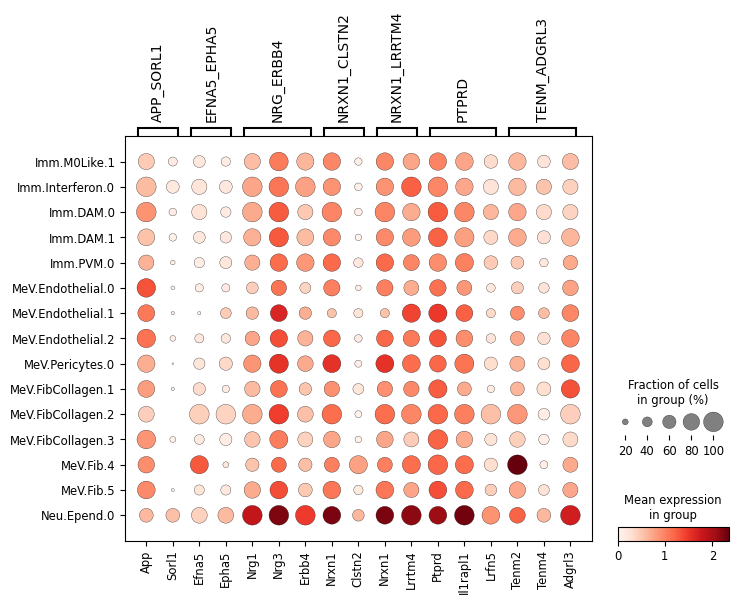 APP_SORL1
EFNA5_EPHA5
NRG_ERBB4
NRXN1_CLSTN2
NRXN1_LRRTM4
PTPRD
TENM_ADGRL3
Imm.M0Like.1
Imm.Interferon.0
Imm.DAM.0
Imm.DAM.1
Imm.PVM.0
MeV.Endothelial.0
MeV.Endothelial.1
MeV.Endothelial.2
MeV.Pericytes.0
MeV.FibCollagen.1
MeV.FibCollagen.2
MeV.FibCollagen.3
MeV.Fib.4
MeV.Fib.5
Neu.Epend.0
App
Sorl1
Efna5
Epha5
Nrg1
Nrg3
Erbb4
Nrxn1
Clstn2
Nrxn1
Lrrtm4
Ptprd
Il1rapl1
Lrfn5
Tenm2
Tenm4
Adgrl3
Fraction of cells
in group (%)
20 40 60 80 100
Mean expression
in group
0 1 2